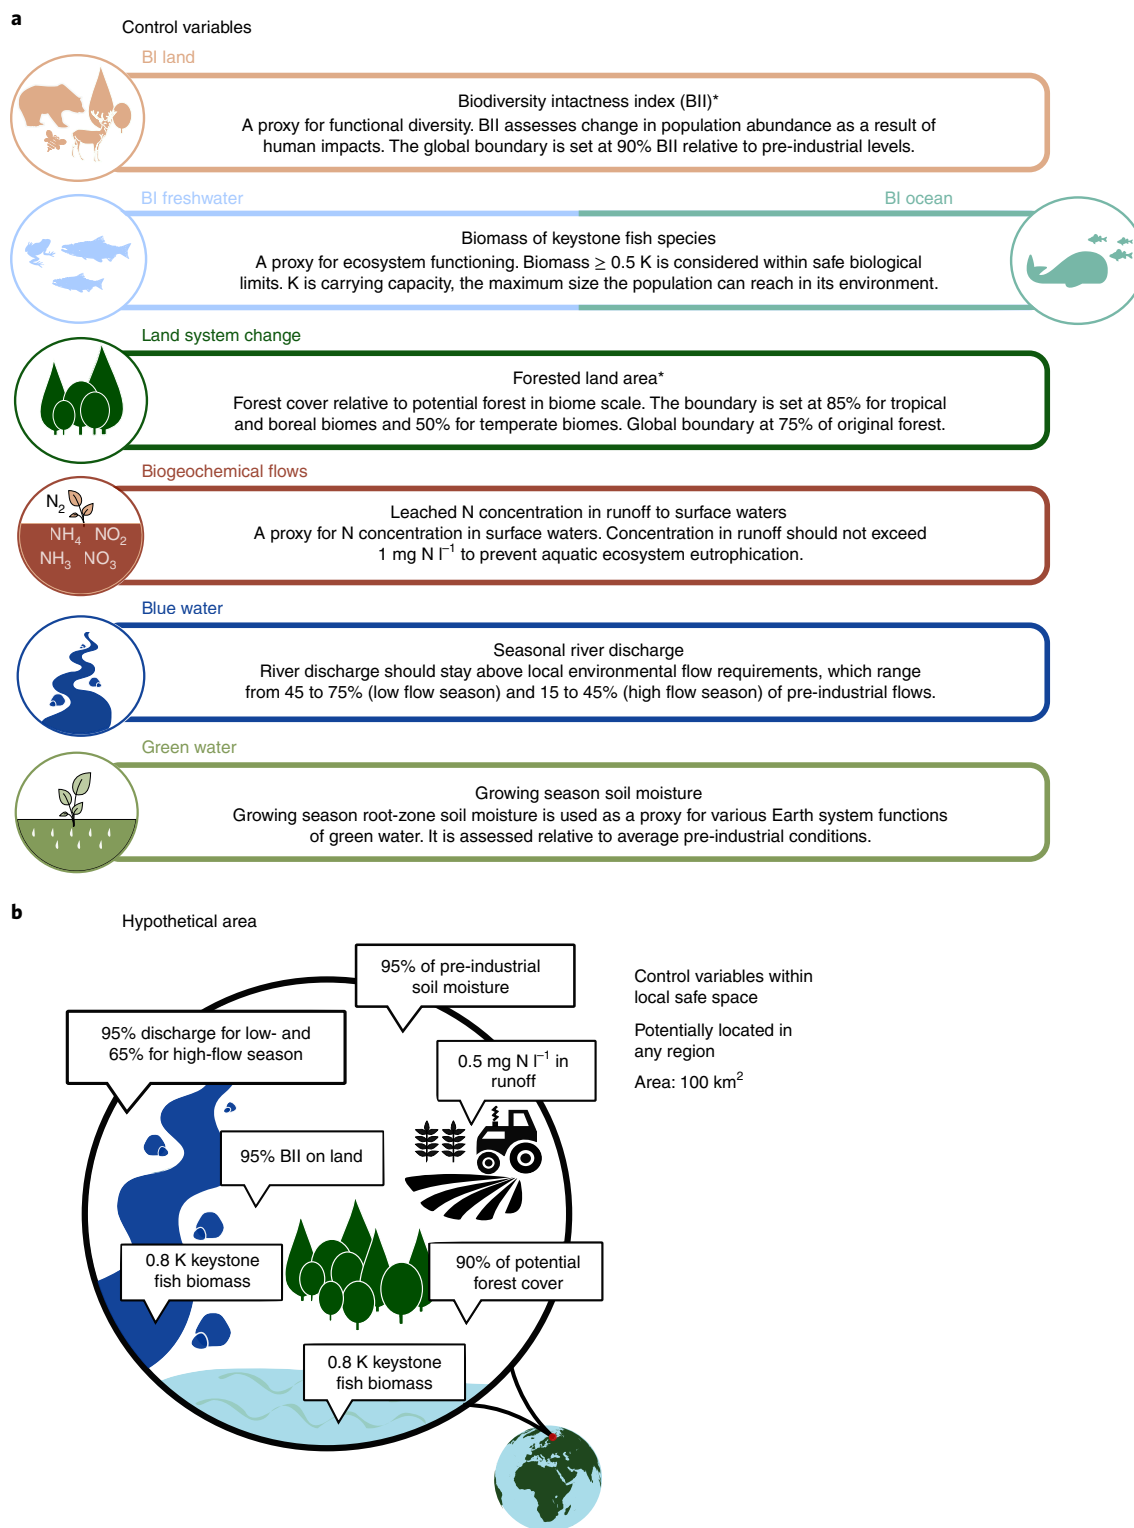 a
Control variables
BI land
Biodiversity intactness index (BII)*
A proxy for functional diversity. BII assesses change in population abundance as a result of
human impacts. The global boundary is set at 90% BII relative to pre-industrial levels.
BI freshwater
BI ocean
Biomass of keystone fish species
A proxy for ecosystem functioning. Biomass ≥ 0.5 K is considered within safe biological
limits. K is carrying capacity, the maximum size the population can reach in its environment.
Land system change
Forested land area*
Forest cover relative to potential forest in biome scale. The boundary is set at 85% for tropical
and boreal biomes and 50% for temperate biomes. Global boundary at 75% of original forest.
Biogeochemical flows
N₂
NH₄ NO₂
NH₃ NO₃
Leached N concentration in runoff to surface waters
A proxy for N concentration in surface waters. Concentration in runoff should not exceed
1 mg N l⁻¹ to prevent aquatic ecosystem eutrophication.
Blue water
Seasonal river discharge
River discharge should stay above local environmental flow requirements, which range
from 45 to 75% (low flow season) and 15 to 45% (high flow season) of pre-industrial flows.
Green water
Growing season soil moisture
Growing season root-zone soil moisture is used as a proxy for various Earth system functions
of green water. It is assessed relative to average pre-industrial conditions.
b
Hypothetical area
95% of pre-industrial
soil moisture
Control variables within
local safe space
Potentially located in
any region
Area: 100 km²
95% discharge for low- and
65% for high-flow season
0.5 mg N l⁻¹ in
runoff
95% BII on land
0.8 K keystone
fish biomass
90% of potential
forest cover
0.8 K keystone
fish biomass